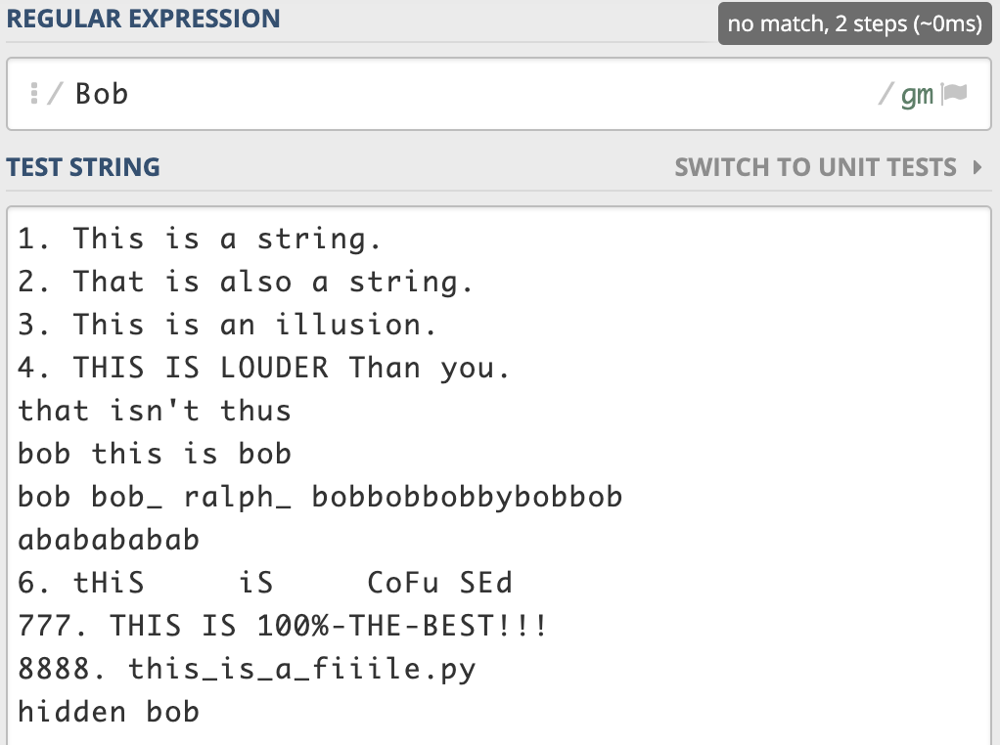 REGULAR EXPRESSION
no match, 2 steps (~0ms)
/ Bob / gm
TEST STRING
SWITCH TO UNIT TESTS
1. This is a string.
2. That is also a string.
3. This is an illusion.
4. THIS IS LOUDER Than you.
that isn't thus
bob this is bob
bob bob_ ralph_ bobbobbobbybobbob
ababababab
6. tHiS     iS     CoFu SEd
777. THIS IS 100%-THE-BEST!!!
8888. this_is_a_fiiile.py
hidden bob